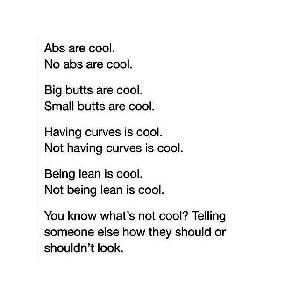 Abs are cool.
No abs are cool.
Big butts are cool.
Small butts are cool.
Having curves is cool.
Not having curves is cool.
Being lean is cool.
Not being lean is cool.
You know what's not cool? Telling
someone else how they should or
shouldn't look.